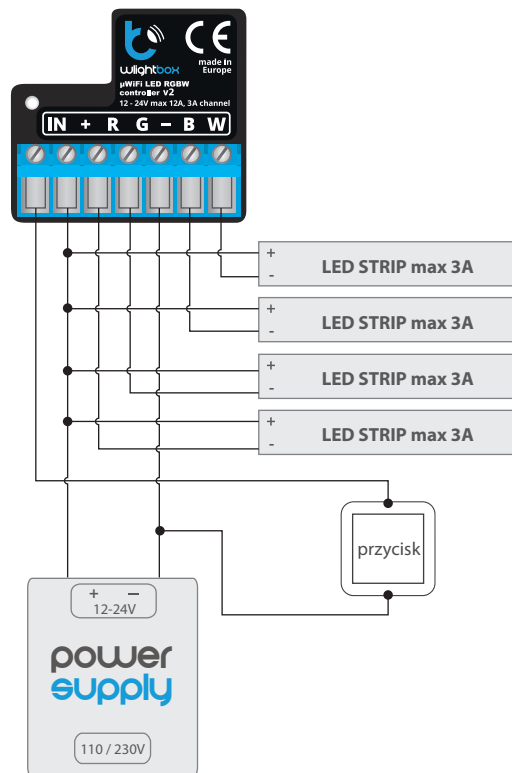 CE
wlightbox
made in
Europe
µWiFi LED RGBW
controller v2
12 - 24V max 12A, 3A channel
IN + R G − B W
+
LED STRIP max 3A
-
+
LED STRIP max 3A
-
+
LED STRIP max 3A
-
+
LED STRIP max 3A
-
przycisk
+ −
12-24V
power
supply
110 / 230V